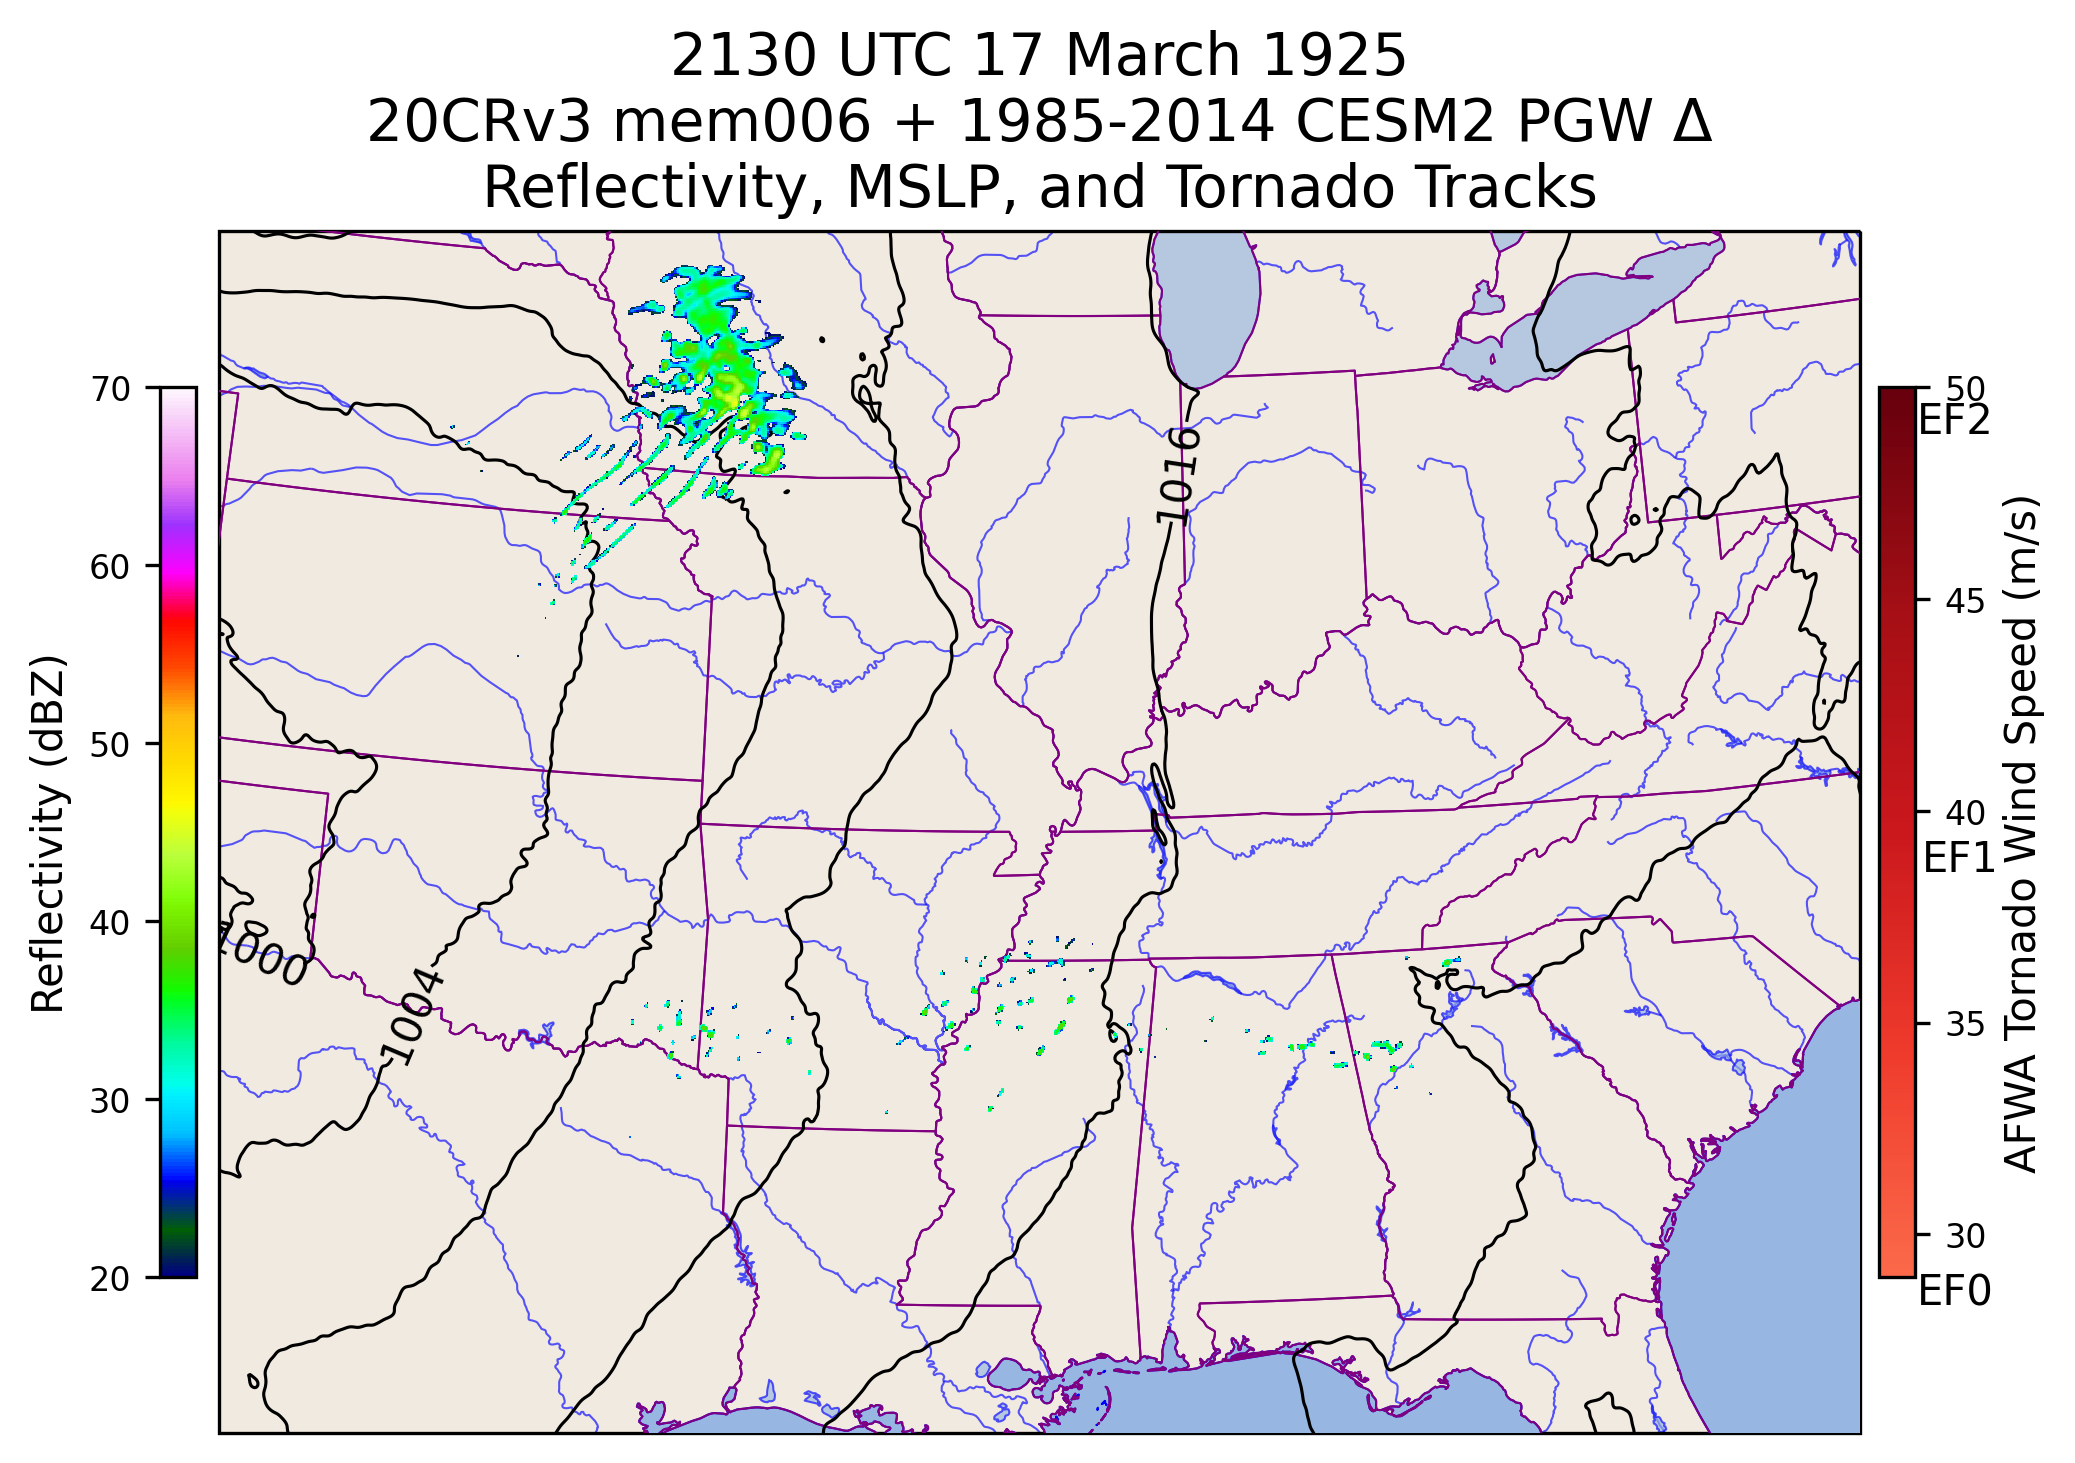 2130 UTC 17 March 1925
20CRv3 mem006 + 1985-2014 CESM2 PGW Δ
Reflectivity, MSLP, and Tornado Tracks
70
60
50
40
30
20
Reflectivity (dBZ)
1016
1000
1004
50
EF2
45
40
EF1
35
30
EF0
AFWA Tornado Wind Speed (m/s)